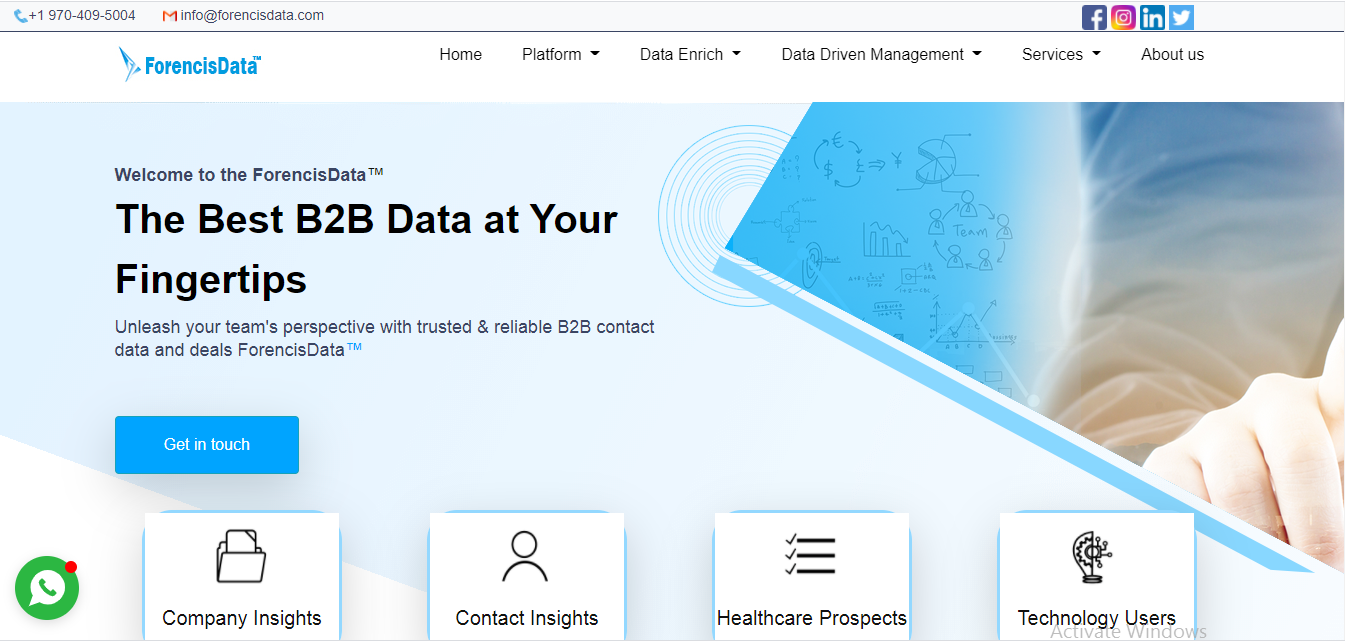 +1 970-409-5004 info@forencisdata.com
ForencisData™
Home Platform Data Enrich Data Driven Management Services About us
Welcome to the ForencisData™
The Best B2B Data at Your
Fingertips
Unleash your team's perspective with trusted & reliable B2B contact
data and deals ForencisData™
Get in touch
Team
Company Insights Contact Insights Healthcare Prospects Technology Users
Activate Windows